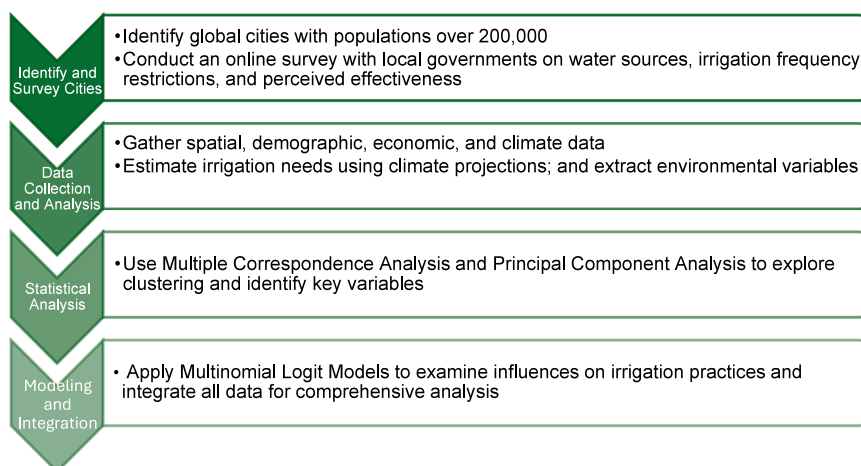 Identify and
Survey Cities
•Identify global cities with populations over 200,000
•Conduct an online survey with local governments on water sources, irrigation frequency
restrictions, and perceived effectiveness
Data
Collection
and Analysis
•Gather spatial, demographic, economic, and climate data
•Estimate irrigation needs using climate projections; and extract environmental variables
Statistical
Analysis
•Use Multiple Correspondence Analysis and Principal Component Analysis to explore
clustering and identify key variables
Modeling
and
Integration
• Apply Multinomial Logit Models to examine influences on irrigation practices and
integrate all data for comprehensive analysis